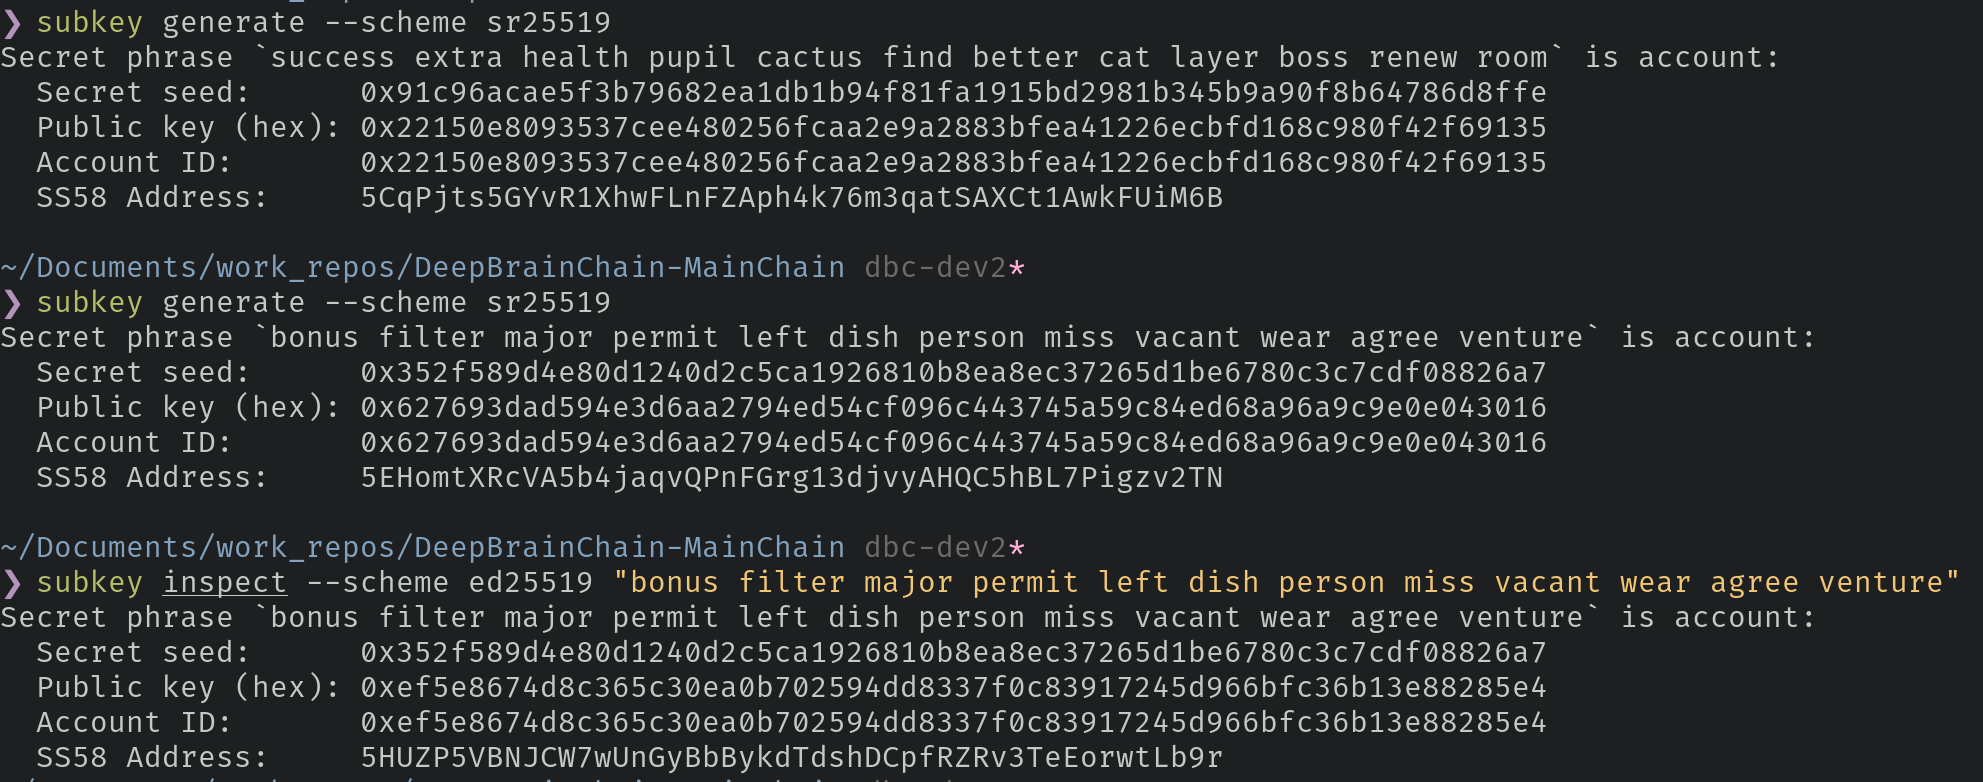 ❯ subkey generate --scheme sr25519
Secret phrase `success extra health pupil cactus find better cat layer boss renew room` is account:
  Secret seed:      0x91c96acae5f3b79682ea1db1b94f81fa1915bd2981b345b9a90f8b64786d8ffe
  Public key (hex): 0x22150e8093537cee480256fcaa2e9a2883bfea41226ecbfd168c980f42f69135
  Account ID:       0x22150e8093537cee480256fcaa2e9a2883bfea41226ecbfd168c980f42f69135
  SS58 Address:     5CqPjts5GYvR1XhwFLnFZAph4k76m3qatSAXCt1AwkFUiM6B
~/Documents/work_repos/DeepBrainChain-MainChain dbc-dev2*
❯ subkey generate --scheme sr25519
Secret phrase `bonus filter major permit left dish person miss vacant wear agree venture` is account:
  Secret seed:      0x352f589d4e80d1240d2c5ca1926810b8ea8ec37265d1be6780c3c7cdf08826a7
  Public key (hex): 0x627693dad594e3d6aa2794ed54cf096c443745a59c84ed68a96a9c9e0e043016
  Account ID:       0x627693dad594e3d6aa2794ed54cf096c443745a59c84ed68a96a9c9e0e043016
  SS58 Address:     5EHomtXRcVA5b4jaqvQPnFGrg13djvyAHQC5hBL7Pigzv2TN
~/Documents/work_repos/DeepBrainChain-MainChain dbc-dev2*
❯ subkey inspect --scheme ed25519 "bonus filter major permit left dish person miss vacant wear agree venture"
Secret phrase `bonus filter major permit left dish person miss vacant wear agree venture` is account:
  Secret seed:      0x352f589d4e80d1240d2c5ca1926810b8ea8ec37265d1be6780c3c7cdf08826a7
  Public key (hex): 0xef5e8674d8c365c30ea0b702594dd8337f0c83917245d966bfc36b13e88285e4
  Account ID:       0xef5e8674d8c365c30ea0b702594dd8337f0c83917245d966bfc36b13e88285e4
  SS58 Address:     5HUZP5VBNJCW7wUnGyBbBykdTdshDCpfRZRv3TeEorwtLb9r